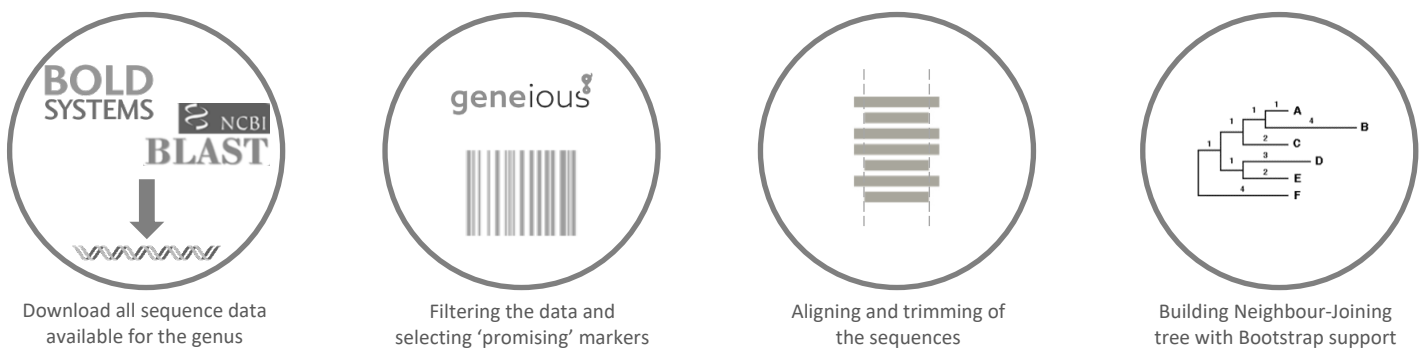 BOLD
SYSTEMS
NCBI
BLAST
Download all sequence data
available for the genus
geneious
Filtering the data and
selecting ‘promising’ markers
Aligning and trimming of
the sequences
1
A
1
4
B
1
2
C
1
3
D
1
2
E
4
F
Building Neighbour-Joining
tree with Bootstrap support